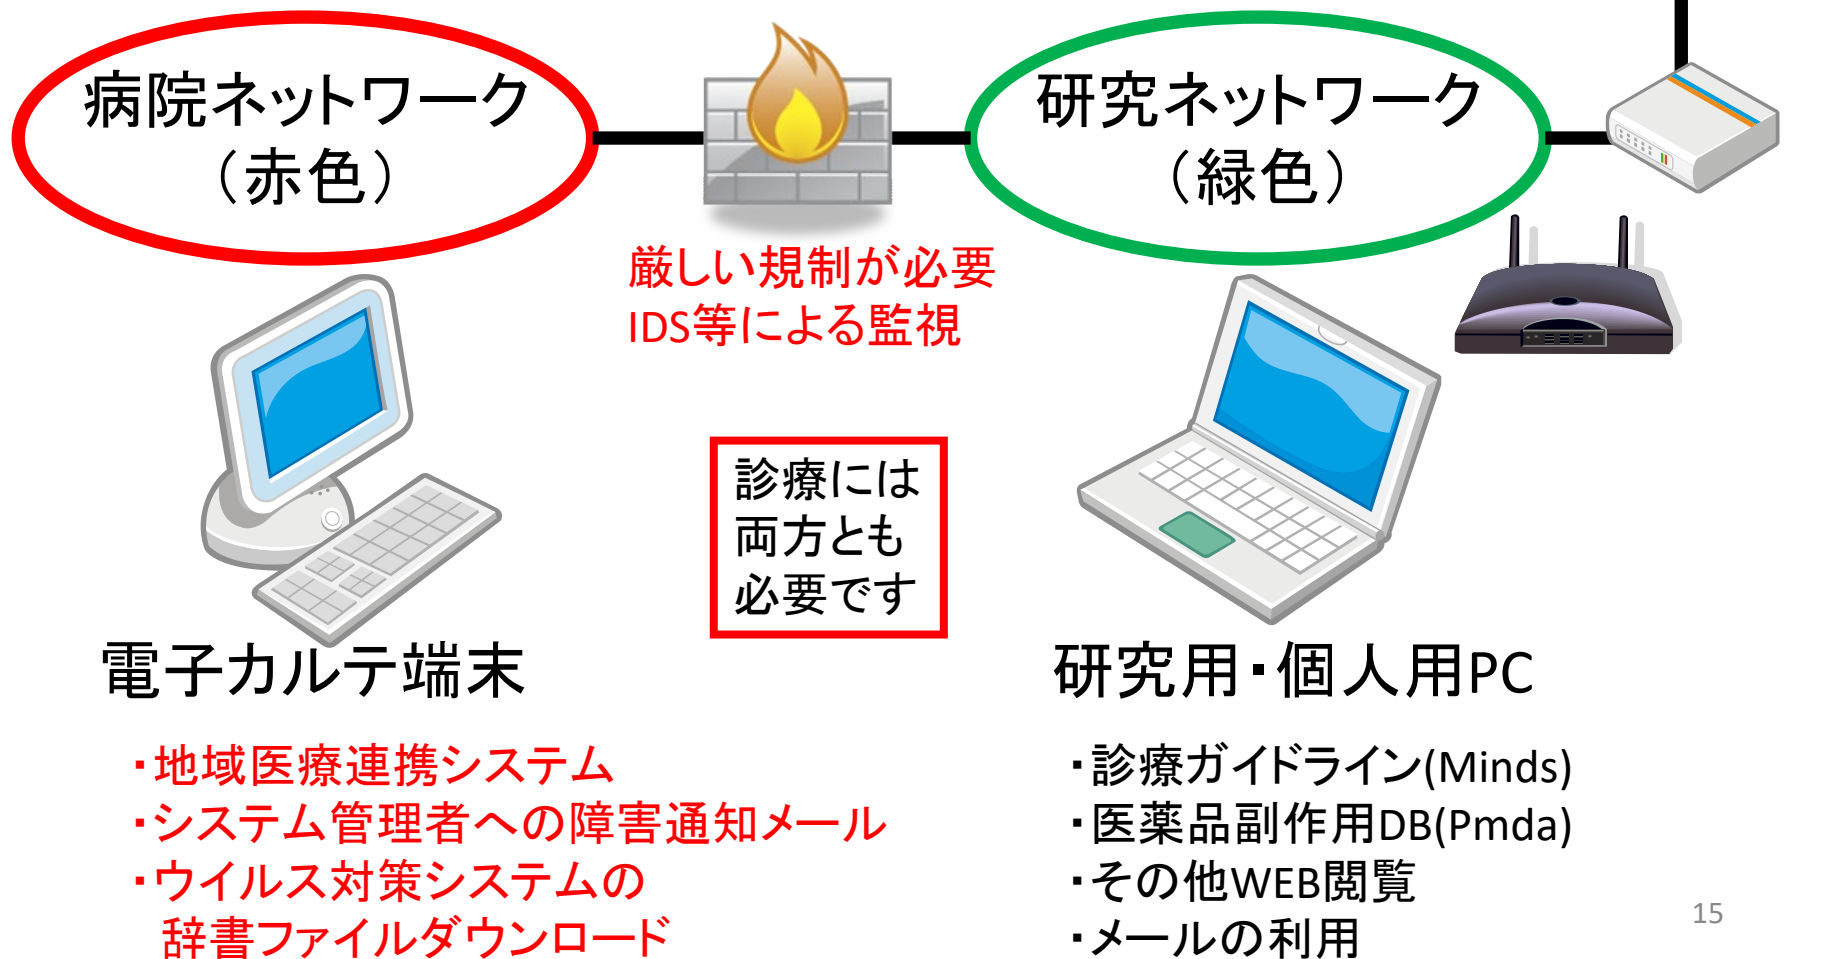 病院ネットワーク
（赤色）
研究ネットワーク
（緑色）
厳しい規制が必要
IDS等による監視
診療には
両方とも
必要です
電子カルテ端末
・地域医療連携システム
・システム管理者への障害通知メール
・ウイルス対策システムの
辞書ファイルダウンロード
研究用・個人用PC
・診療ガイドライン(Minds)
・医薬品副作用DB(Pmda)
・その他WEB閲覧
・メールの利用
15